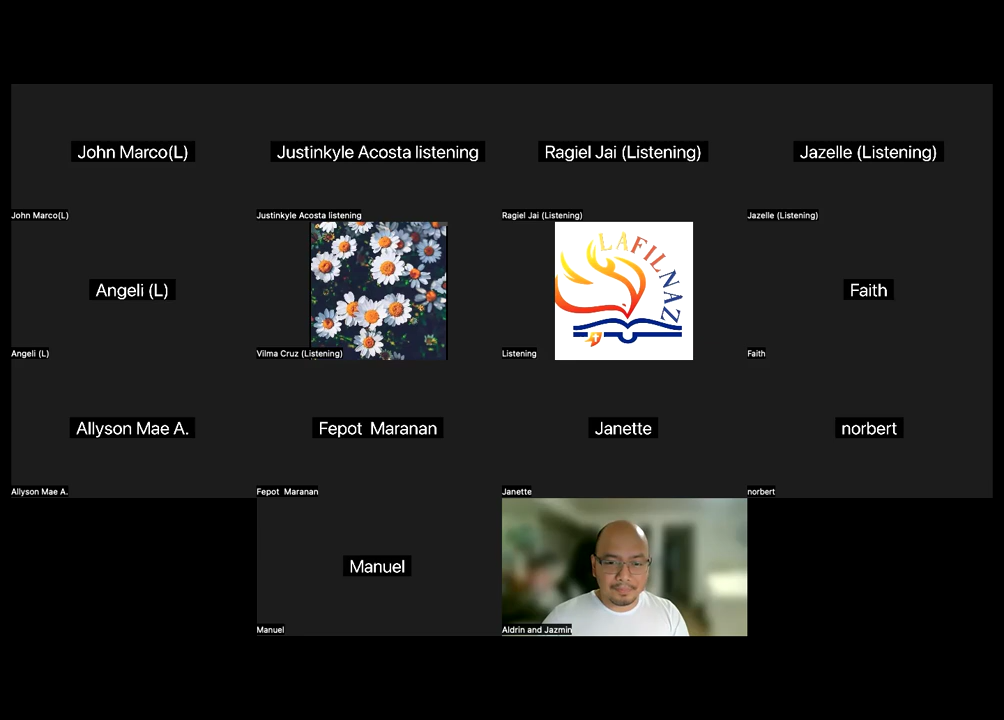 John Marco(L)
Justinkyle Acosta listening
Ragiel Jai (Listening)
Jazelle (Listening)
John Marco(L)
Justinkyle Acosta listening
Ragiel Jai (Listening)
Jazelle (Listening)
Angeli (L)
LAFILNAZ
Faith
Angeli (L)
Vilma Cruz (Listening)
Listening
Faith
Allyson Mae A.
Fepot Maranan
Janette
norbert
Allyson Mae A.
Fepot Maranan
Janette
norbert
Manuel
Manuel
Aldrin and Jazmin